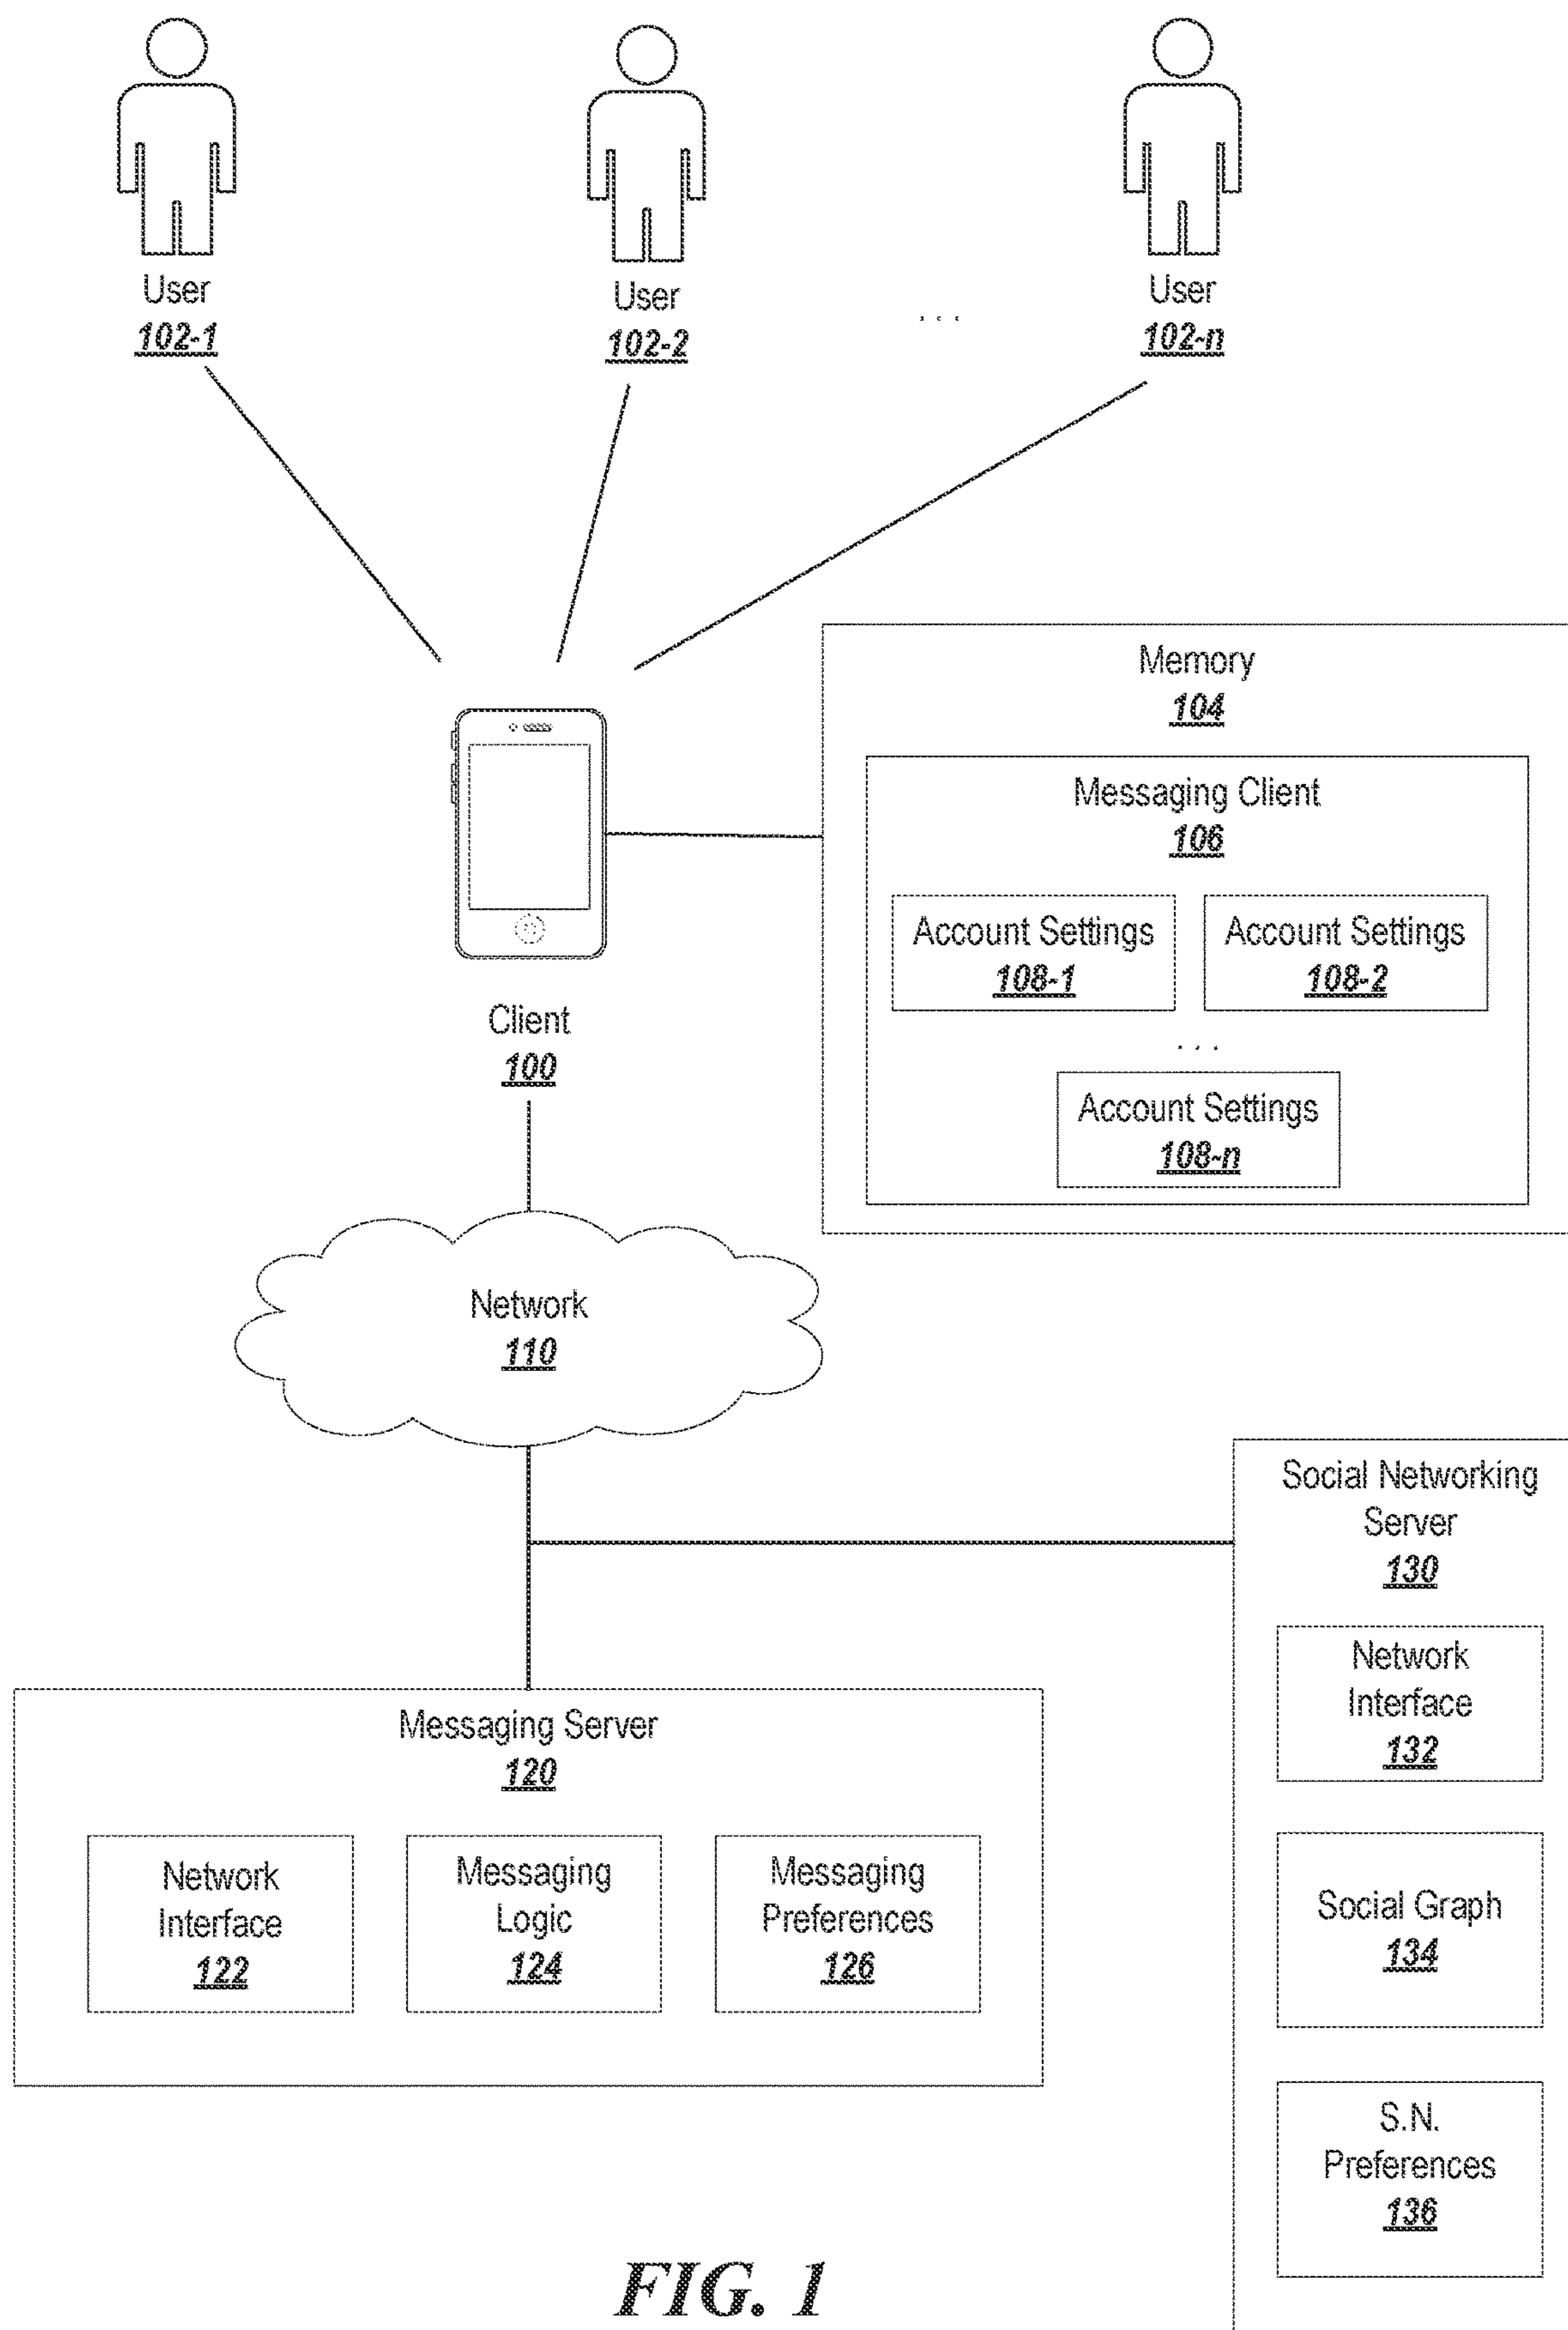 User
102-1
User
102-2
. . .
User
102-n
Memory
104
Messaging Client
106
Account Settings
108-1
Account Settings
108-2
. . .
Account Settings
108-n
Client
100
Network
110
Social Networking
Server
130
Network
Interface
132
Social Graph
134
S.N.
Preferences
136
Messaging Server
120
Network
Interface
122
Messaging
Logic
124
Messaging
Preferences
126
FIG. 1